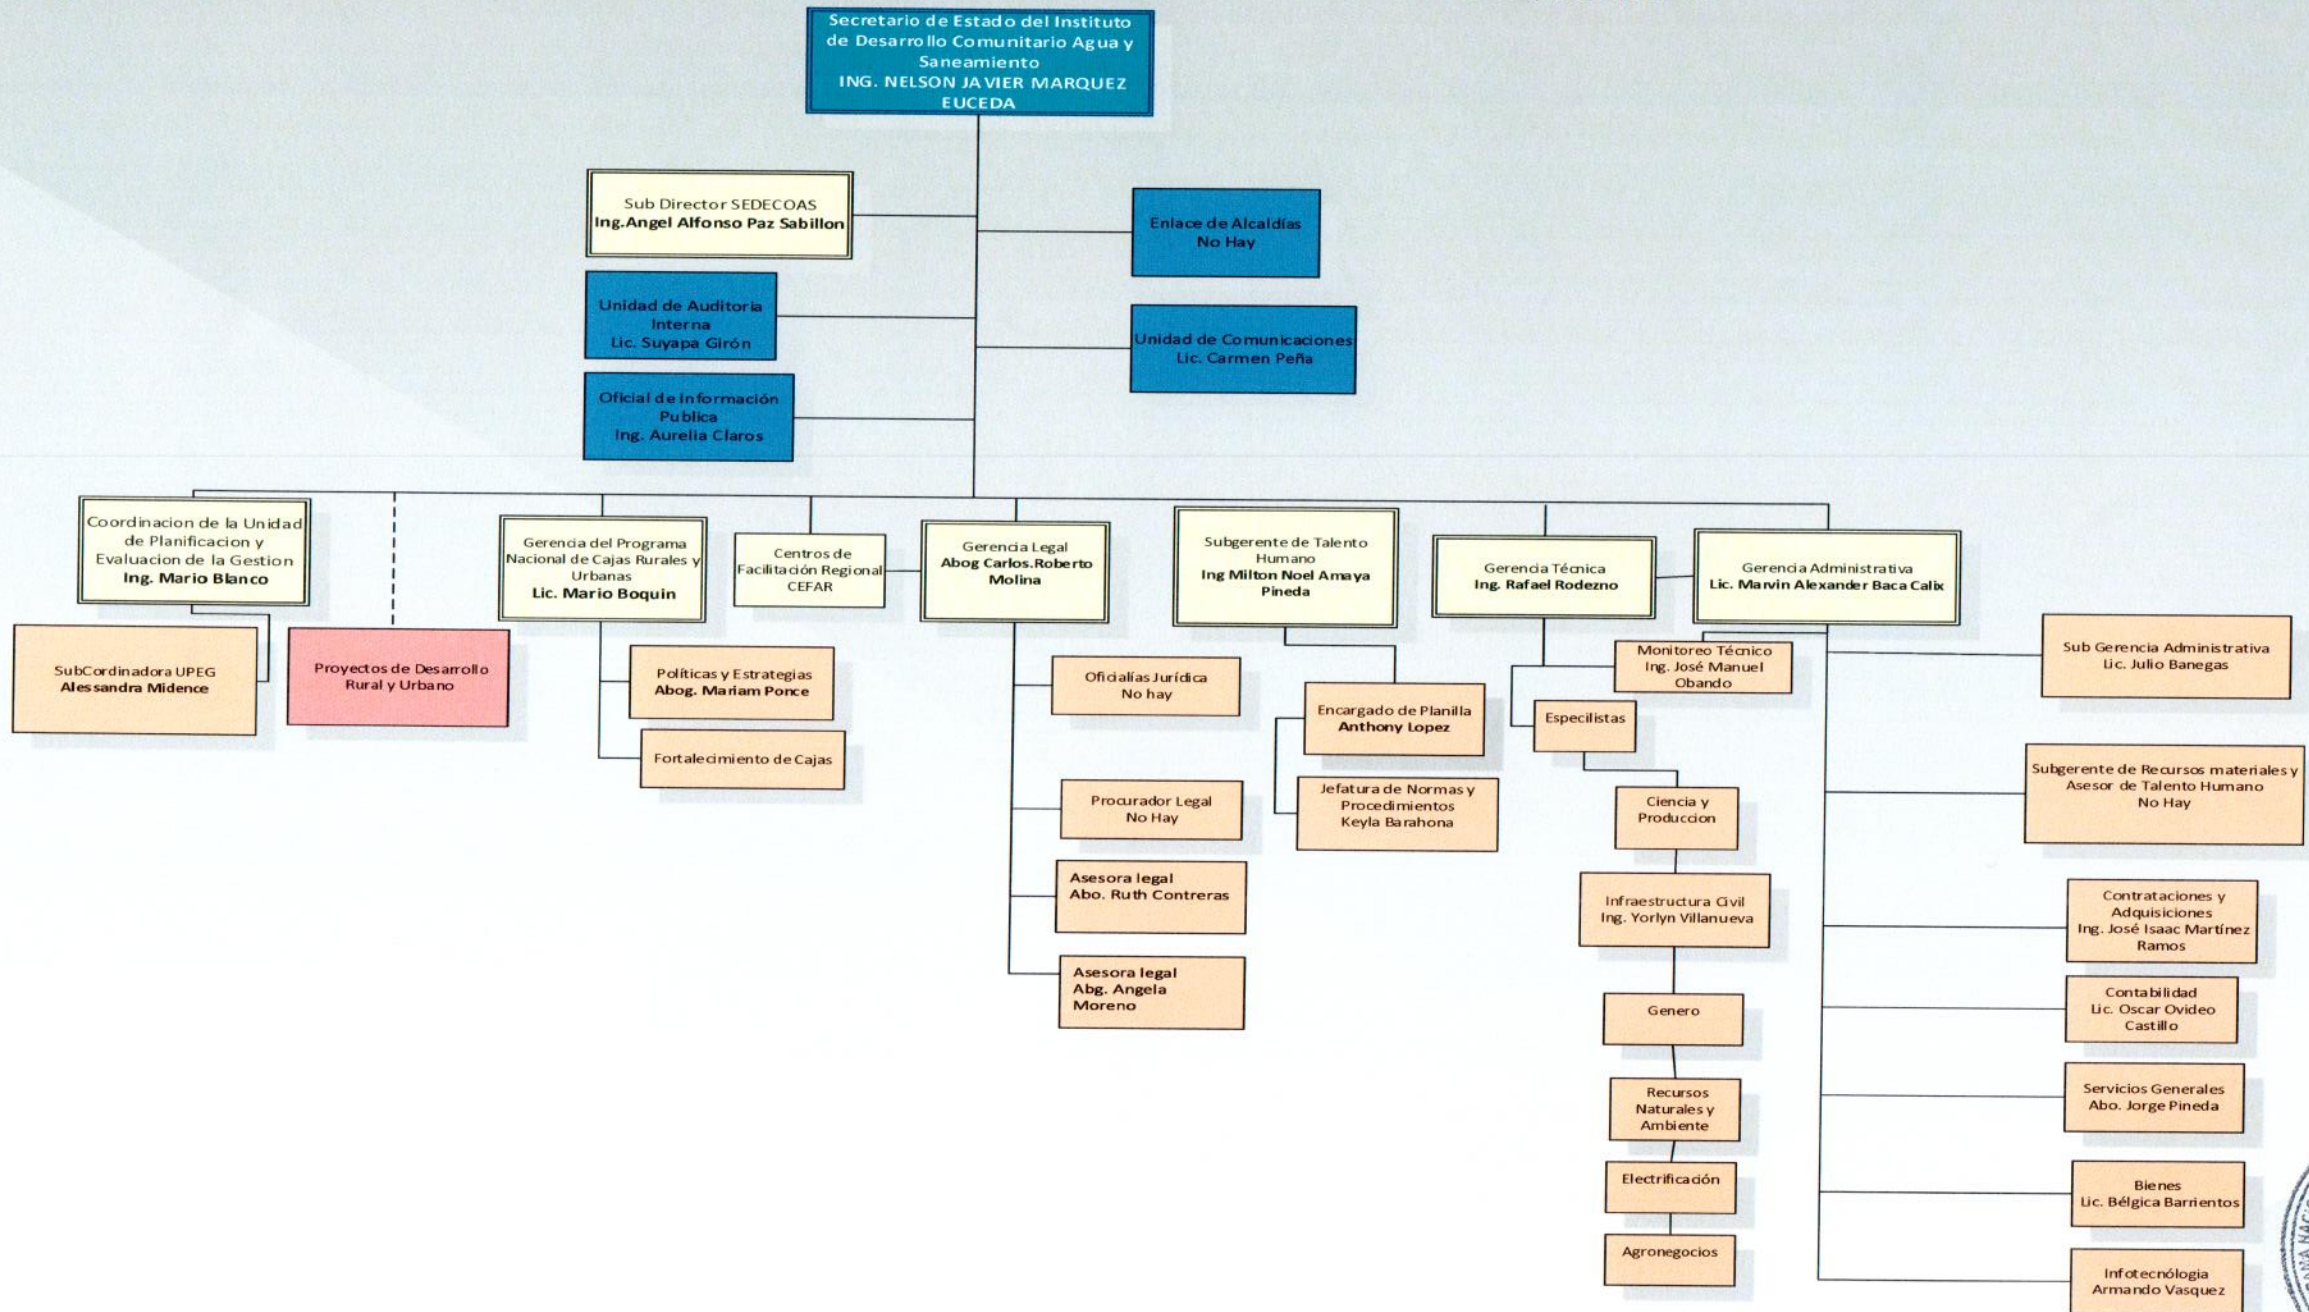 Secretario de Estado del Instituto
de Desarrollo Comunitario Agua y
Saneamiento
ING. NELSON JAVIER MARQUEZ
EUCEDA
Sub Director SEDECOAS
Ing.Angel Alfonso Paz Sabillon
Enlace de Alcaldías
No Hay
Unidad de Auditoria
Interna
Lic. Suyapa Girón
Unidad de Comunicaciones
Lic. Carmen Peña
Oficial de información
Publica
Ing. Aurelia Claros
Coordinacion de la Unidad
de Planificacion y
Evaluacion de la Gestion
Ing. Mario Blanco
Gerencia del Programa
Nacional de Cajas Rurales y
Urbanas
Lic. Mario Boquin
Centros de
Facilitación Regional
CEFAR
Gerencia Legal
Abog Carlos.Roberto
Molina
Subgerente de Talento
Humano
Ing Milton Noel Amaya
Pineda
Gerencia Técnica
Ing. Rafael Rodezno
Gerencia Administrativa
Lic. Marvin Alexander Baca Calix
SubCordinadora UPEG
Alessandra Midence
Proyectos de Desarrollo
Rural y Urbano
Políticas y Estrategias
Abog. Mariam Ponce
Fortalecimiento de Cajas
Oficialías Jurídica
No hay
Procurador Legal
No Hay
Asesora legal
Abo. Ruth Contreras
Asesora legal
Abg. Angela
Moreno
Encargado de Planilla
Anthony Lopez
Jefatura de Normas y
Procedimientos
Keyla Barahona
Monitoreo Técnico
Ing. José Manuel
Obando
Especilistas
Ciencia y
Produccion
Infraestructura Civil
Ing. Yorlyn Villanueva
Genero
Recursos
Naturales y
Ambiente
Electrificación
Agronegocios
Sub Gerencia Administrativa
Lic. Julio Banegas
Subgerente de Recursos materiales y
Asesor de Talento Humano
No Hay
Contrataciones y
Adquisiciones
Ing. José Isaac Martínez
Ramos
Contabilidad
Lic. Oscar Ovideo
Castillo
Servicios Generales
Abo. Jorge Pineda
Bienes
Lic. Bélgica Barrientos
Infotecnólogia
Armando Vasquez